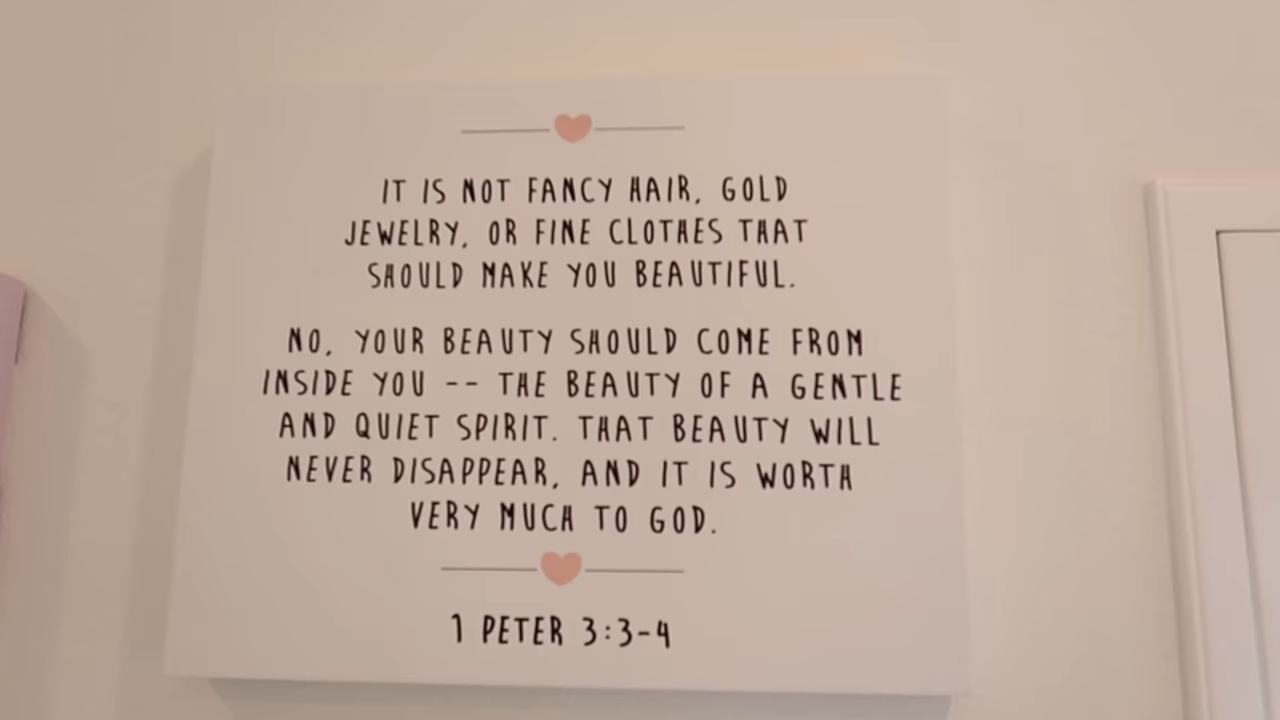 IT IS NOT FANCY HAIR, GOLD
JEWELRY, OR FINE CLOTHES THAT
SHOULD MAKE YOU BEAUTIFUL.
NO, YOUR BEAUTY SHOULD COME FROM
INSIDE YOU -- THE BEAUTY OF A GENTLE
AND QUIET SPIRIT. THAT BEAUTY WILL
NEVER DISAPPEAR, AND IT IS WORTH
VERY MUCH TO GOD.
1 PETER 3:3-4